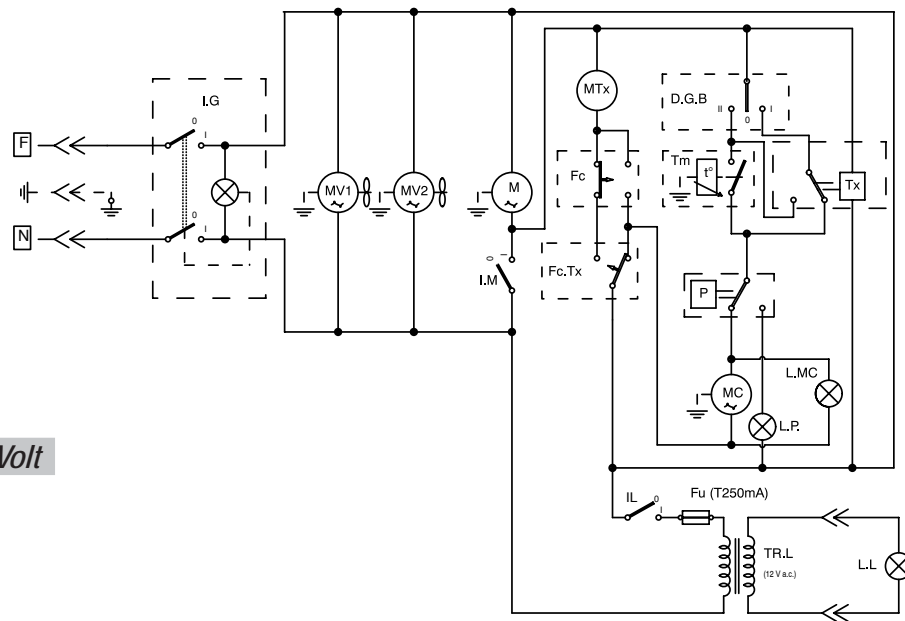 I.G
0
I
F
N
0
I
MV1
MV2
M
I.M
0
I
MTx
Fc
Fc.Tx
D.G.B
II
0
I
Tm
t°
Tx
P
MC
L.MC
L.P.
Volt
IL
0
I
Fu (T250mA)
TR.L
(12 V a.c.)
L.L